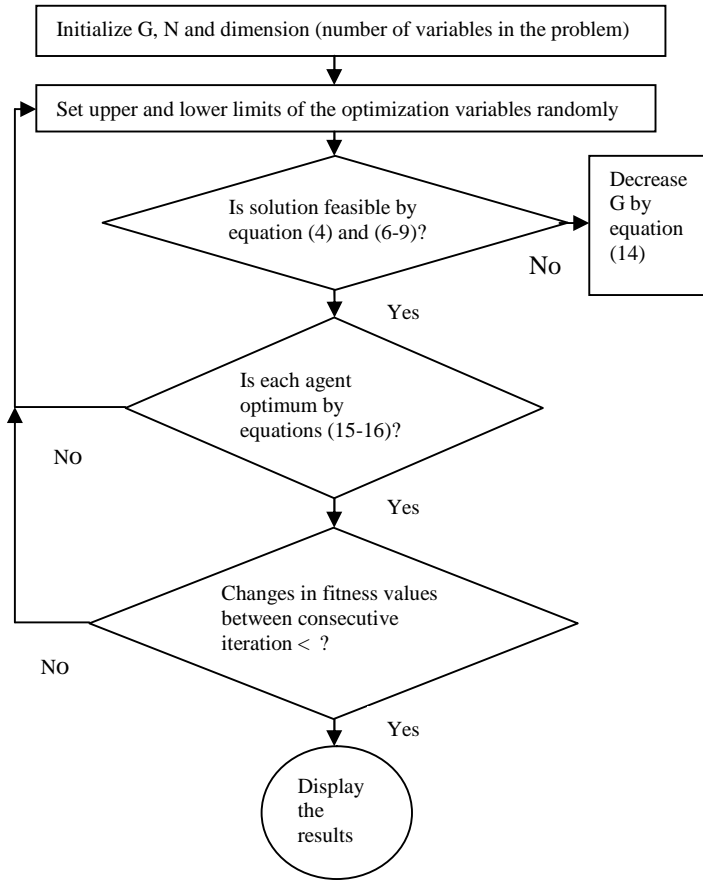 Initialize G, N and dimension (number of variables in the problem)
Set upper and lower limits of the optimization variables randomly
Is solution feasible by
equation (4) and (6-9)?
Decrease
G by
equation
(14)
No
Yes
Is each agent
optimum by
equations (15-16)?
No
Yes
Changes in fitness values
between consecutive
iteration < ?
No
Yes
Display
the
results